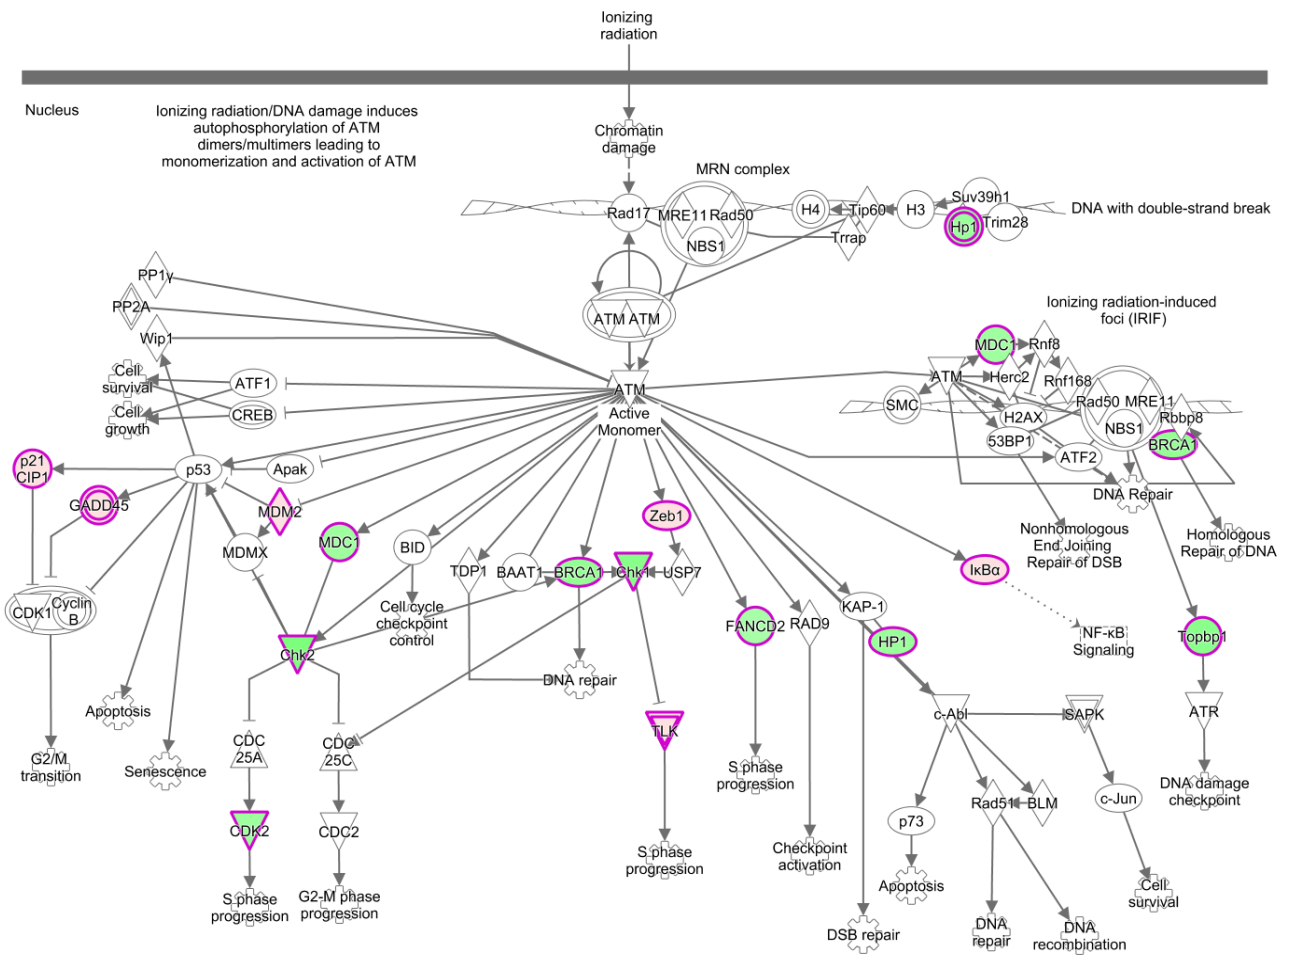 Ionizing
radiation
Nucleus
Ionizing radiation/DNA damage induces
autophosphorylation of ATM
dimers/multimers leading to
monomerization and activation of ATM
Chromatin
damage
MRN complex
Rad17
MRE11
Rad50
NBS1
H4
Tip60
Trrap
H3
Suv39h1
Hp1
Trim28
DNA with double-strand break
PP1γ
PP2A
Wip1
ATM
ATM
Ionizing radiation-induced
foci (IRIF)
Cell
survival
Cell
growth
ATF1
CREB
ATM
Active
Monomer
ATM
MDC1
Rnf8
Herc2
Rnf168
SMC
H2AX
53BP1
Rad50
MRE11
NBS1
Rbbp8
BRCA1
ATF2
DNA Repair
p21
CIP1
GADD45
p53
Apak
MDM2
MDMX
MDC1
BID
TDP1
BAAT1
BRCA1
Chk1
Zeb1
USP7
IκBα
Nonhomologous
End Joining
Repair of DSB
Homologous
Repair of DNA
CDK1
Cyclin
B
Cell cycle
checkpoint
control
Chk2
FANCD2
RAD9
KAP-1
HP1
NF-κB
Signaling
Topbp1
DNA repair
Apoptosis
G2/M
transition
Senescence
CDC
25A
CDC
25C
TLK
c-Abl
SAPK
ATR
S phase
progression
DNA damage
checkpoint
CDK2
CDC2
p73
Rad51
BLM
c-Jun
S phase
progression
G2-M phase
progression
S phase
progression
Checkpoint
activation
Apoptosis
Cell
survival
DSB repair
DNA
repair
DNA
recombination